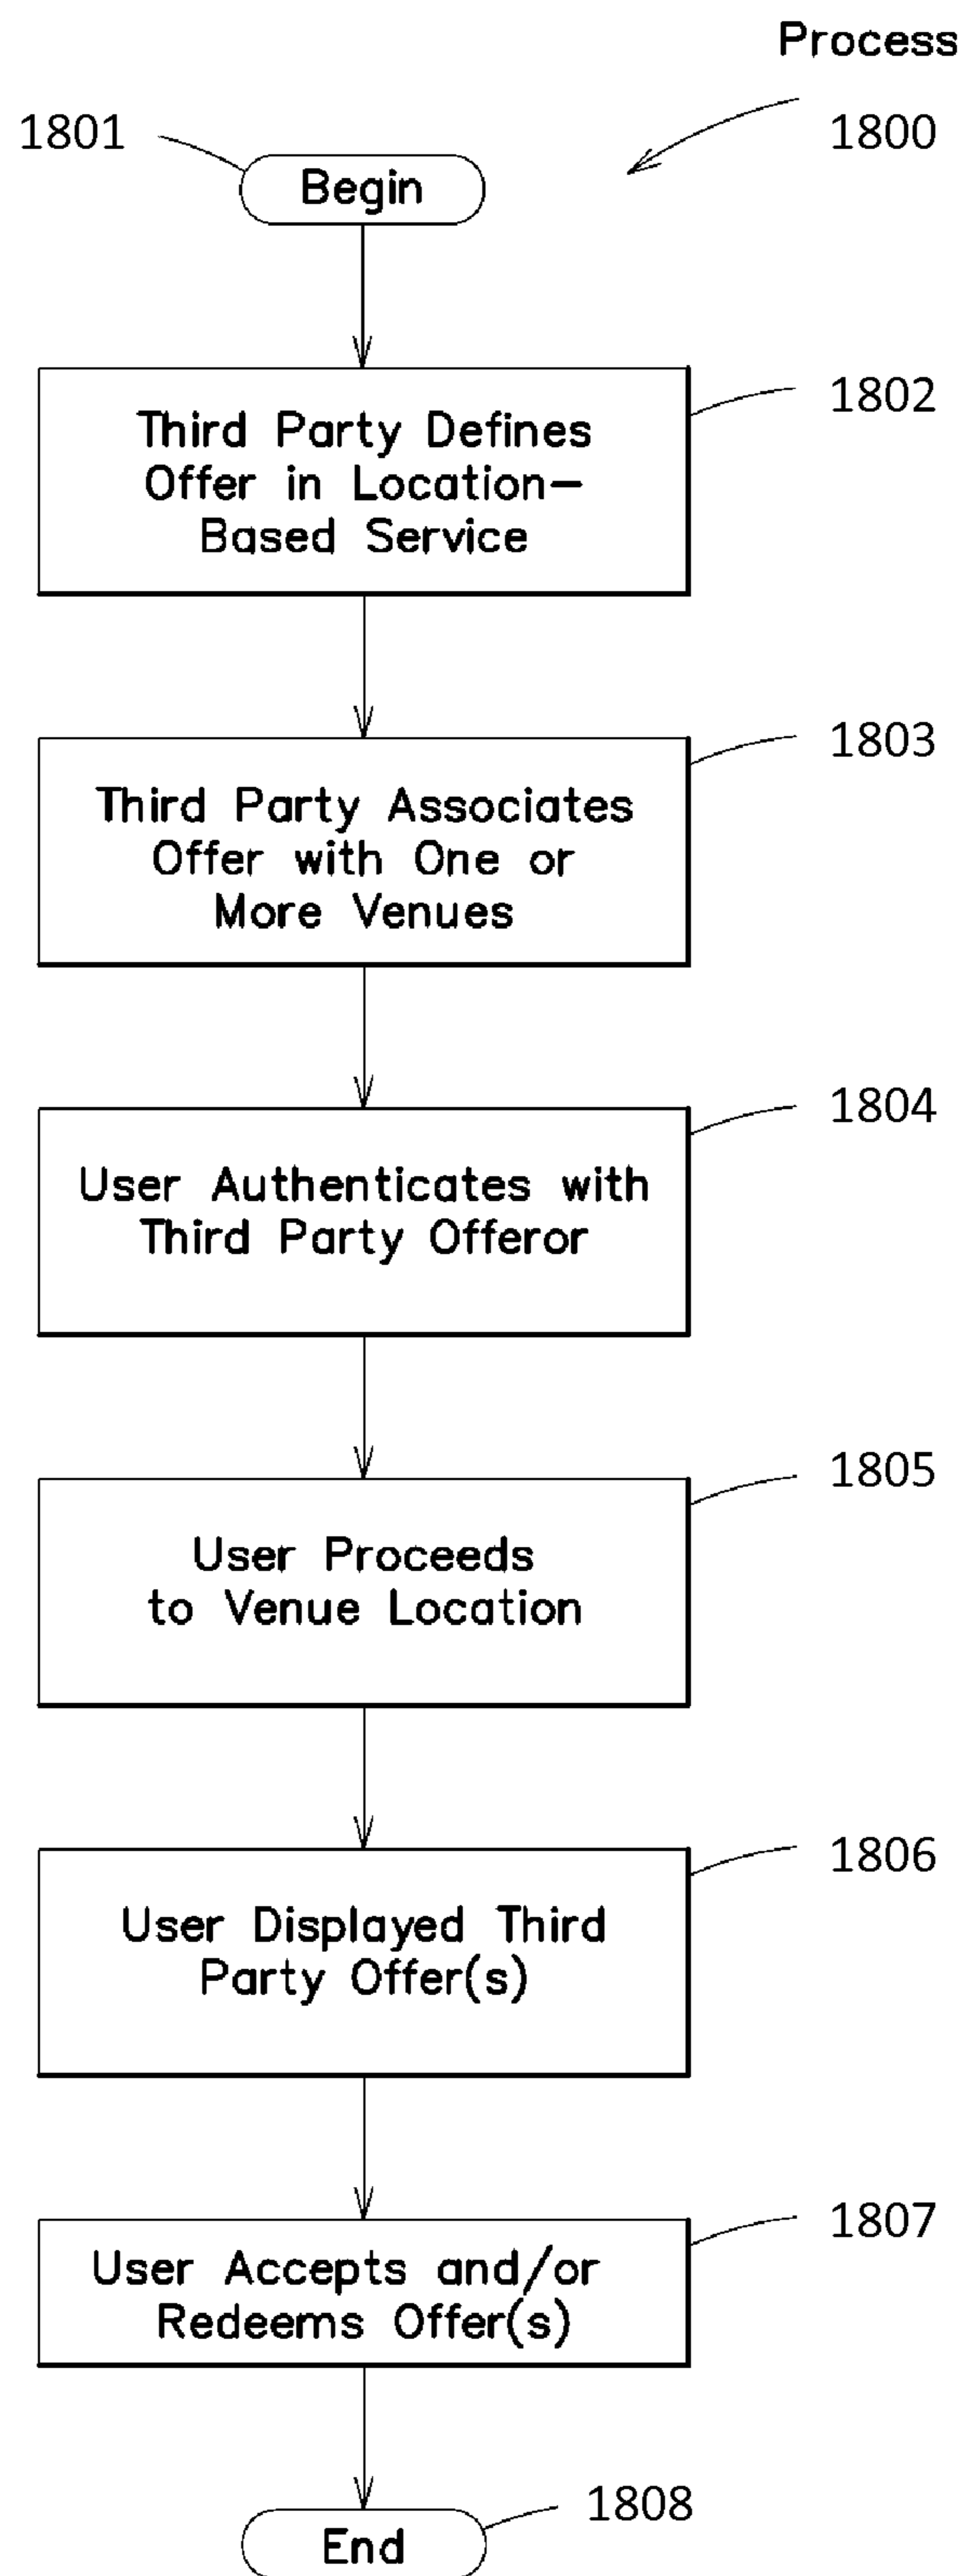 Process
1800
1801
Begin
1802
Third Party Defines
Offer in Location-
Based Service
1803
Third Party Associates
Offer with One or
More Venues
1804
User Authenticates with
Third Party Offeror
1805
User Proceeds
to Venue Location
1806
User Displayed Third
Party Offer(s)
1807
User Accepts and/or
Redeems Offer(s)
1808
End